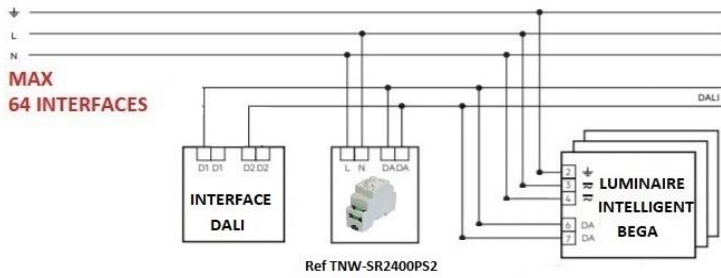 L
N
MAX
64 INTERFACES
DALI
D1 D1 D2 D2
INTERFACE
DALI
L N DA DA
Ref TNW-SR2400PS2
2
3
4
6 DA
7 DA
LUMINAIRE
INTELLIGENT
BEGA